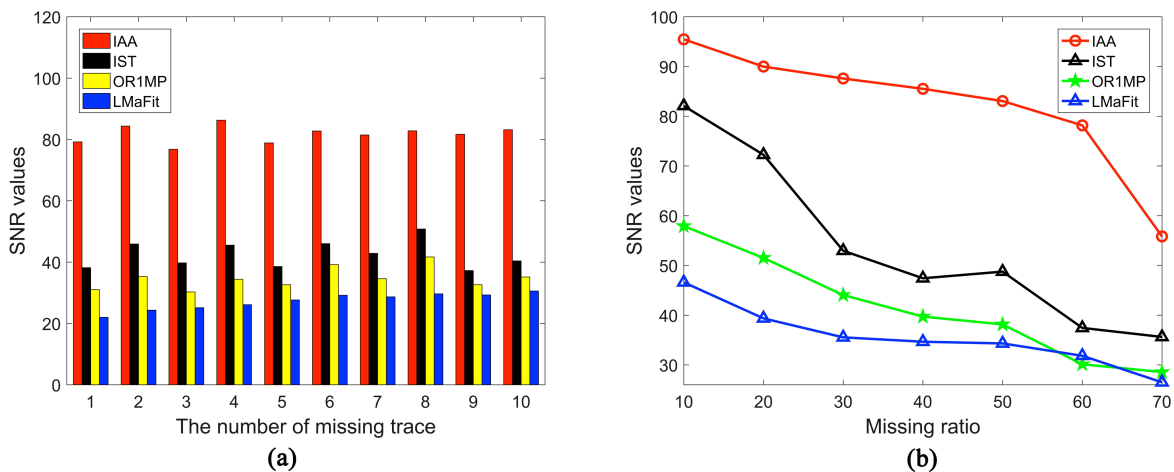 120
100
80
60
40
20
0
SNR values
IAA
IST
OR1MP
LMaFit
1 2 3 4 5 6 7 8 9 10
The number of missing trace
(a)
100
90
80
70
60
50
40
30
SNR values
IAA
IST
OR1MP
LMaFit
10 20 30 40 50 60 70
Missing ratio
(b)